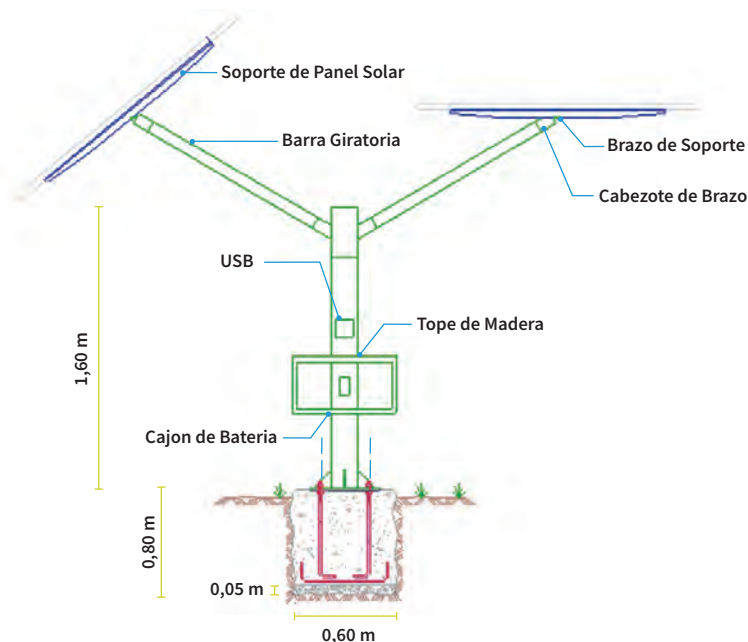 Soporte de Panel Solar
Barra Giratoria
Brazo de Soporte
Cabezote de Brazo
USB
Tope de Madera
1,60 m
Cajon de Bateria
0,80 m
0,05 m
0,60 m